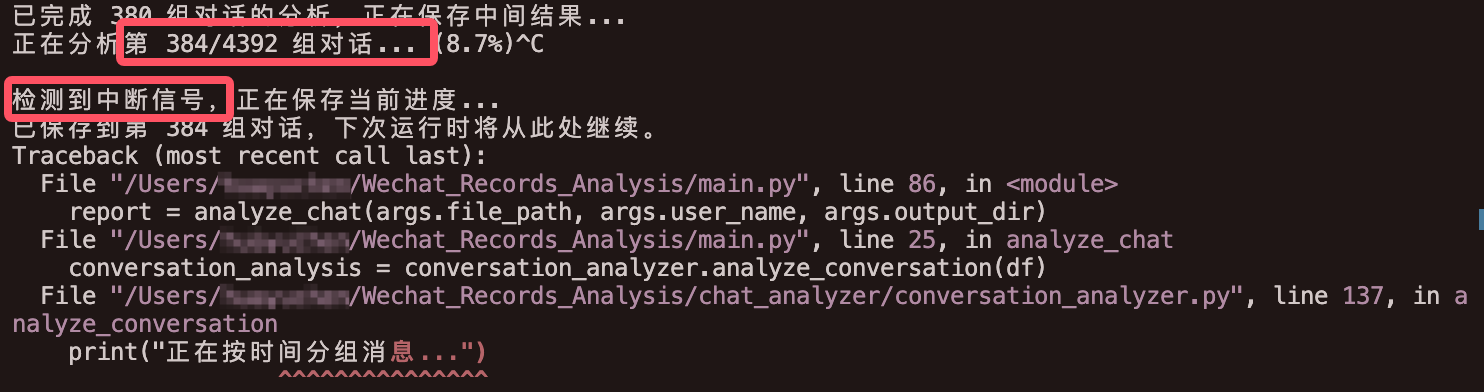 已完成 380 组对话的分析, 正在保存中间结果...
正在分析第 384/4392 组对话... (8.7%)^C
检测到中断信号, 正在保存当前进度...
已保存到第 384 组对话, 下次运行时将从此处继续。
Traceback (most recent call last):
File "/Users/ /Wechat_Records_Analysis/main.py", line 86, in <module>
report = analyze_chat(args.file_path, args.user_name, args.output_dir)
File "/Users/ /Wechat_Records_Analysis/main.py", line 25, in analyze_chat
conversation_analysis = conversation_analyzer.analyze_conversation(df)
File "/Users/ /Wechat_Records_Analysis/chat_analyzer/conversation_analyzer.py", line 137, in a
nalyze_conversation
print("正在按时间分组消息...")
^^^^^^^^^^^^^^^